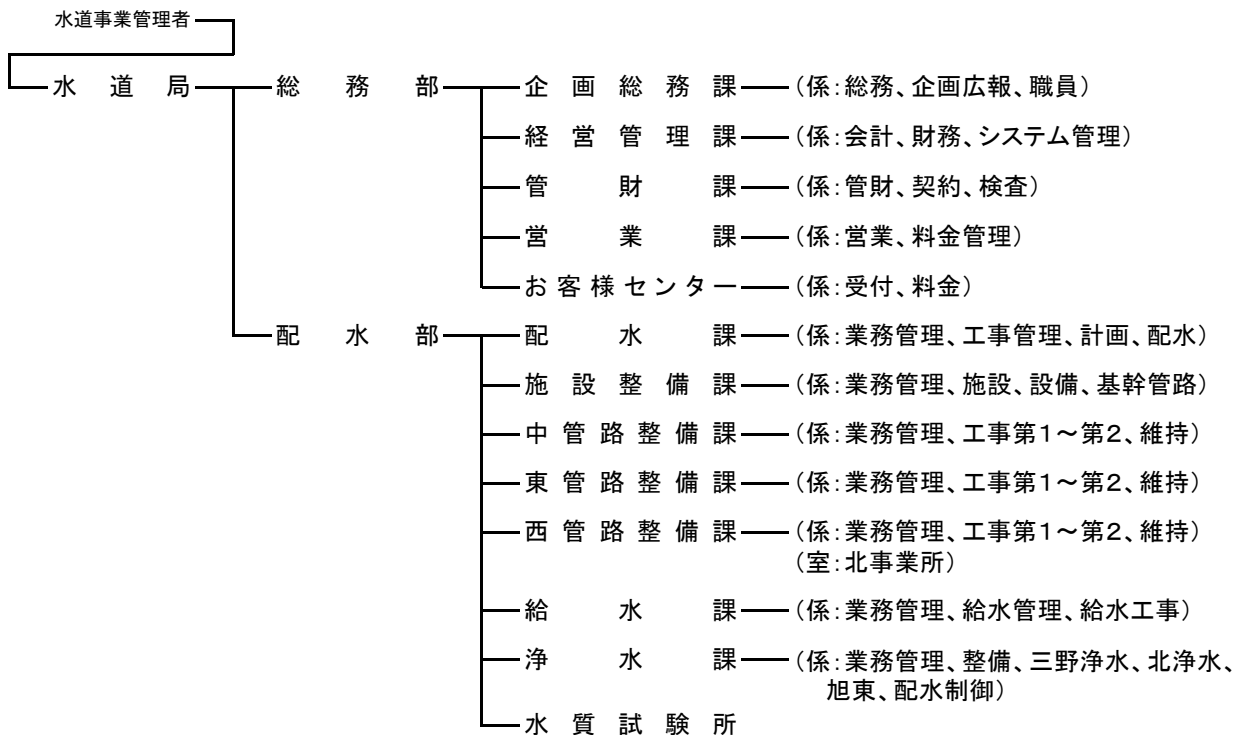 水道事業管理者
水道局 総務部 企画総務課 (係:総務、企画広報、職員)
経営管理課 (係:会計、財務、システム管理)
管財課 (係:管財、契約、検査)
営業課 (係:営業、料金管理)
お客様センター (係:受付、料金)
配水部 配水課 (係:業務管理、工事管理、計画、配水)
施設整備課 (係:業務管理、施設、設備、基幹管路)
中管路整備課 (係:業務管理、工事第1~第2、維持)
東管路整備課 (係:業務管理、工事第1~第2、維持)
西管路整備課 (係:業務管理、工事第1~第2、維持)
(室:北事業所)
給水課 (係:業務管理、給水管理、給水工事)
浄水課 (係:業務管理、整備、三野浄水、北浄水、
旭東、配水制御)
水質試験所